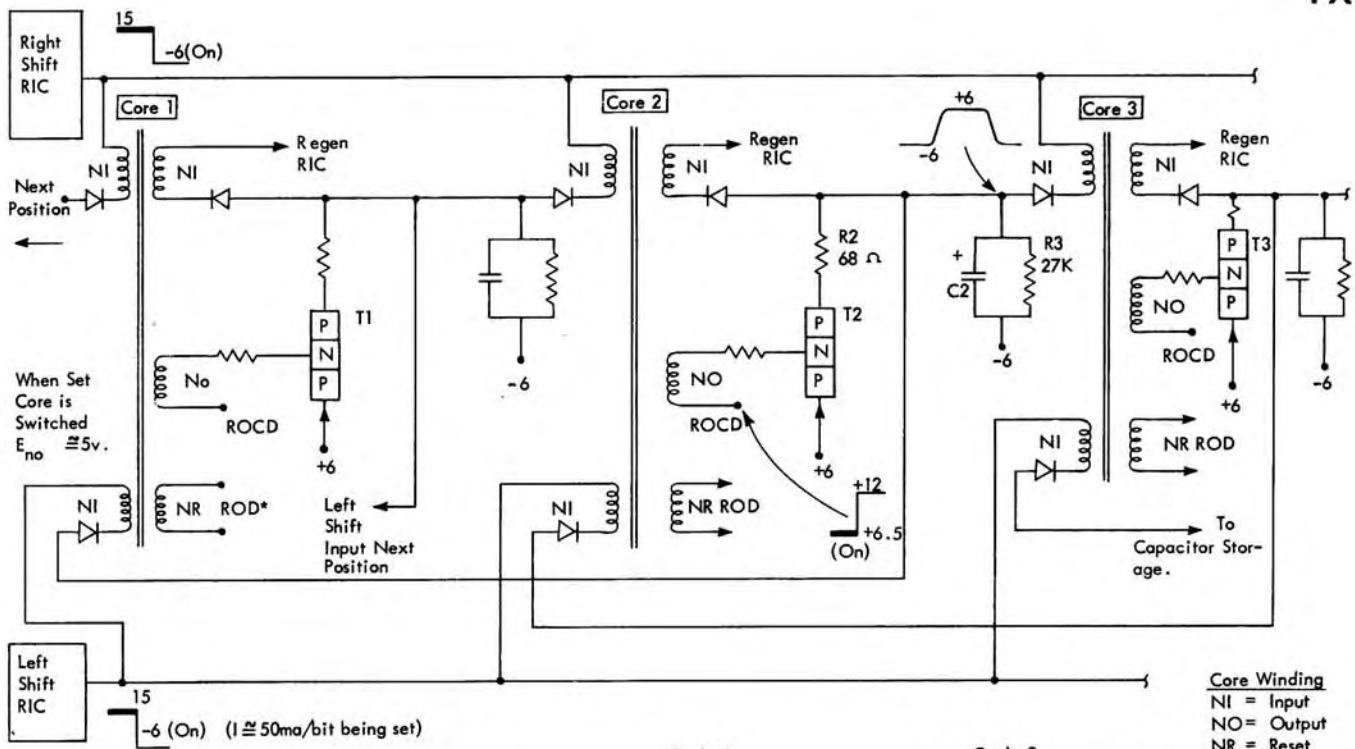 Right
Shift
RIC
15
-6(On)
Core 1
Core 2
+6
-6
Core 3
NI
NI
Regen
RIC
NI
NI
Regen
RIC
NI
NI
Regen
RIC
Next
Position
R2
68 Ω
+
C2
R3
27K
P
N
P
T3
P
N
P
T1
P
N
P
T2
NO
ROCD
+6
-6
-6
-6
When Set
Core is
Switched
Eno ≅5v.
No
ROCD
+6
NO
ROCD
+6
+12
+6.5
(On)
NI
NR ROD*
Left
Shift
Input Next
Position
NI
NR ROD
NI
NR ROD
To
Capacitor Stor-
age.
Left
Shift
RIC
15
-6 (On) (I≅50ma/bit being set)
Core Winding
NI = Input
NO= Output
NR = Reset